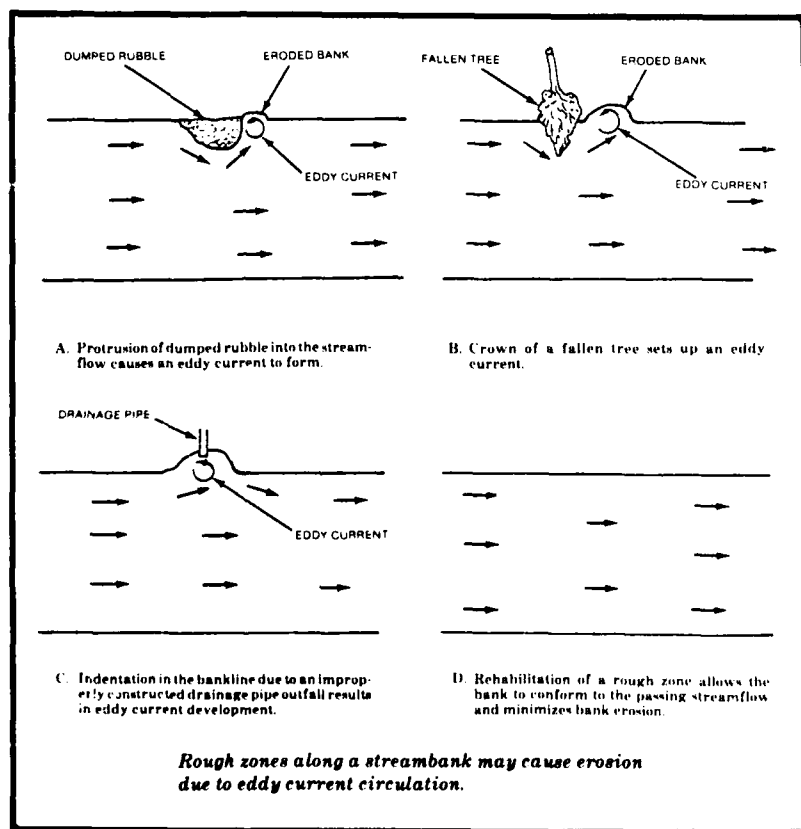 DUMPED RUBBLE
ERODED BANK
EDDY CURRENT
A. Protrusion of dumped rubble into the stream-
flow causes an eddy current to form.
FALLEN TREE
ERODED BANK
EDDY CURRENT
B. Crown of a fallen tree sets up an eddy
current.
DRAINAGE PIPE
EDDY CURRENT
C. Indentation in the bankline due to an improp-
erly constructed drainage pipe outfall results
in eddy current development.
D. Rehabilitation of a rough zone allows the
bank to conform to the passing streamflow
and minimizes bank erosion.
Rough zones along a streambank may cause erosion
due to eddy current circulation.